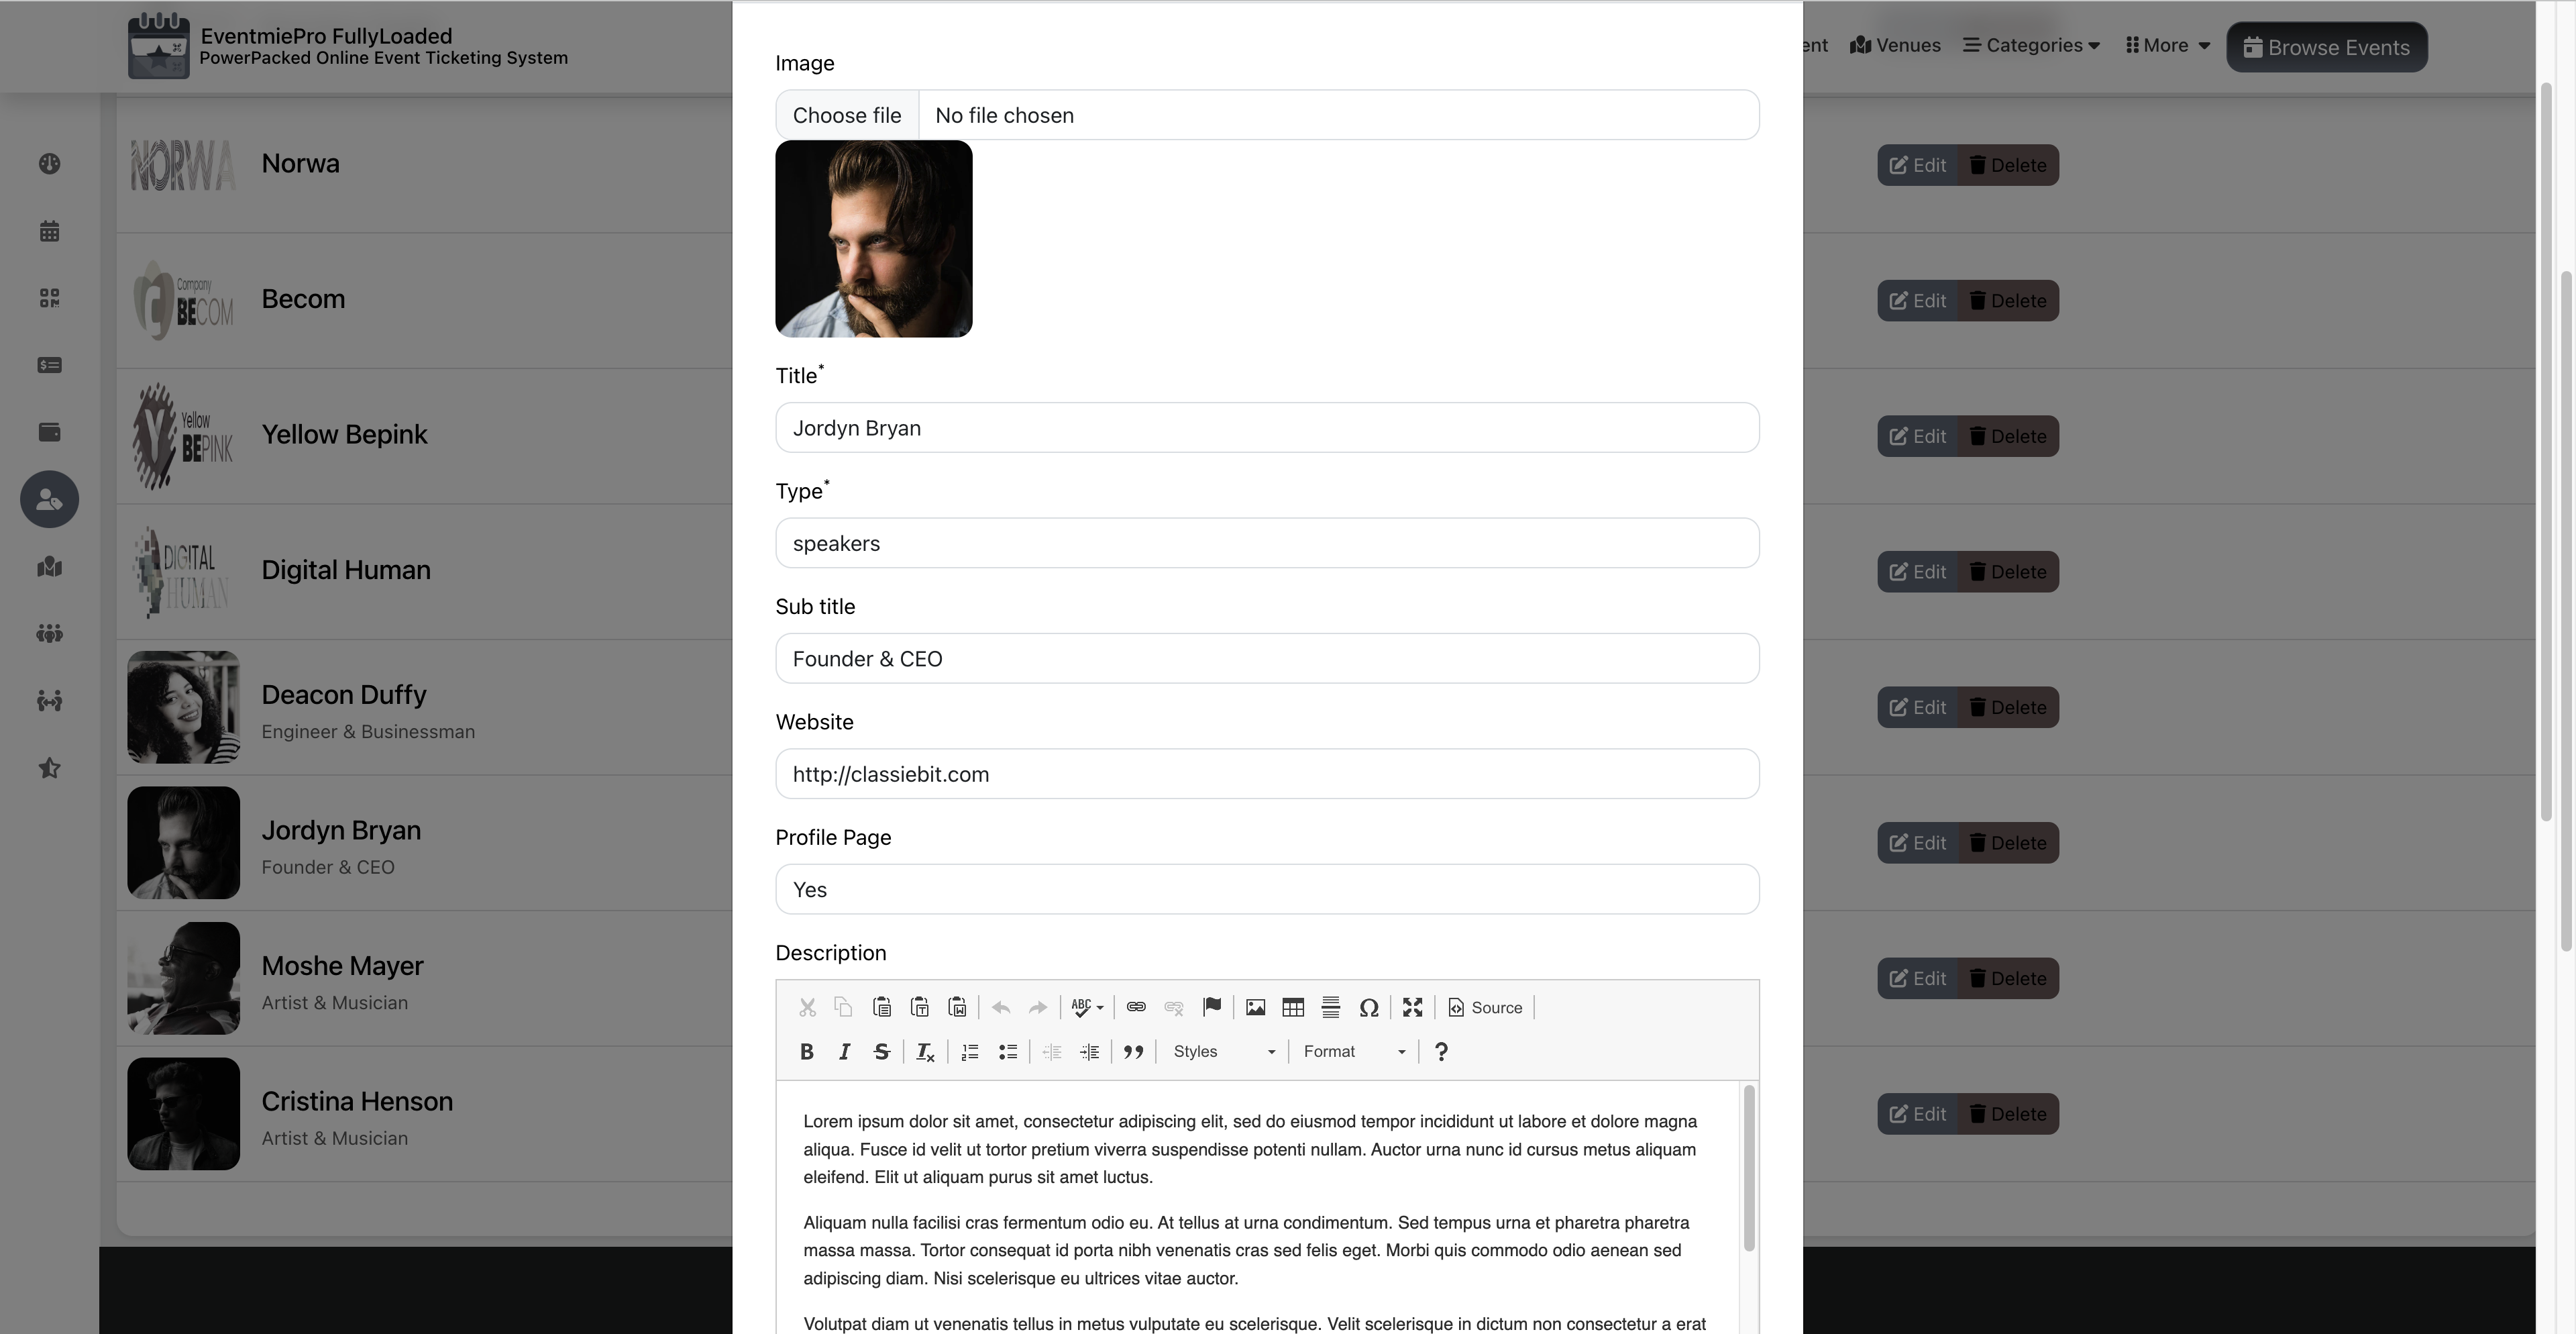 EventmiePro FullyLoaded
PowerPacked Online Event Ticketing System
ent
Venues
Categories
More
Browse Events
NORWA
Norwa
Edit
Delete
Company
BECOM
Becom
Edit
Delete
Yellow
BEPINK
Yellow Bepink
Edit
Delete
DIGITAL
HUMAN
Digital Human
Edit
Delete
Deacon Duffy
Engineer & Businessman
Edit
Delete
Jordyn Bryan
Founder & CEO
Edit
Delete
Moshe Mayer
Artist & Musician
Edit
Delete
Cristina Henson
Artist & Musician
Edit
Delete
Image
Choose file
No file chosen
Title*
Jordyn Bryan
Type*
speakers
Sub title
Founder & CEO
Website
http://classiebit.com
Profile Page
Yes
Description
ABC
Source
B I S Ix Styles Format ?
Lorem ipsum dolor sit amet, consectetur adipiscing elit, sed do eiusmod tempor incididunt ut labore et dolore magna
aliqua. Fusce id velit ut tortor pretium viverra suspendisse potenti nullam. Auctor urna nunc id cursus metus aliquam
eleifend. Elit ut aliquam purus sit amet luctus.
Aliquam nulla facilisi cras fermentum odio eu. At tellus at urna condimentum. Sed tempus urna et pharetra pharetra
massa massa. Tortor consequat id porta nibh venenatis cras sed felis eget. Morbi quis commodo odio aenean sed
adipiscing diam. Nisi scelerisque eu ultrices vitae auctor.
Volutpat diam ut venenatis tellus in metus vulputate eu scelerisque. Velit scelerisque in dictum non consectetur a erat